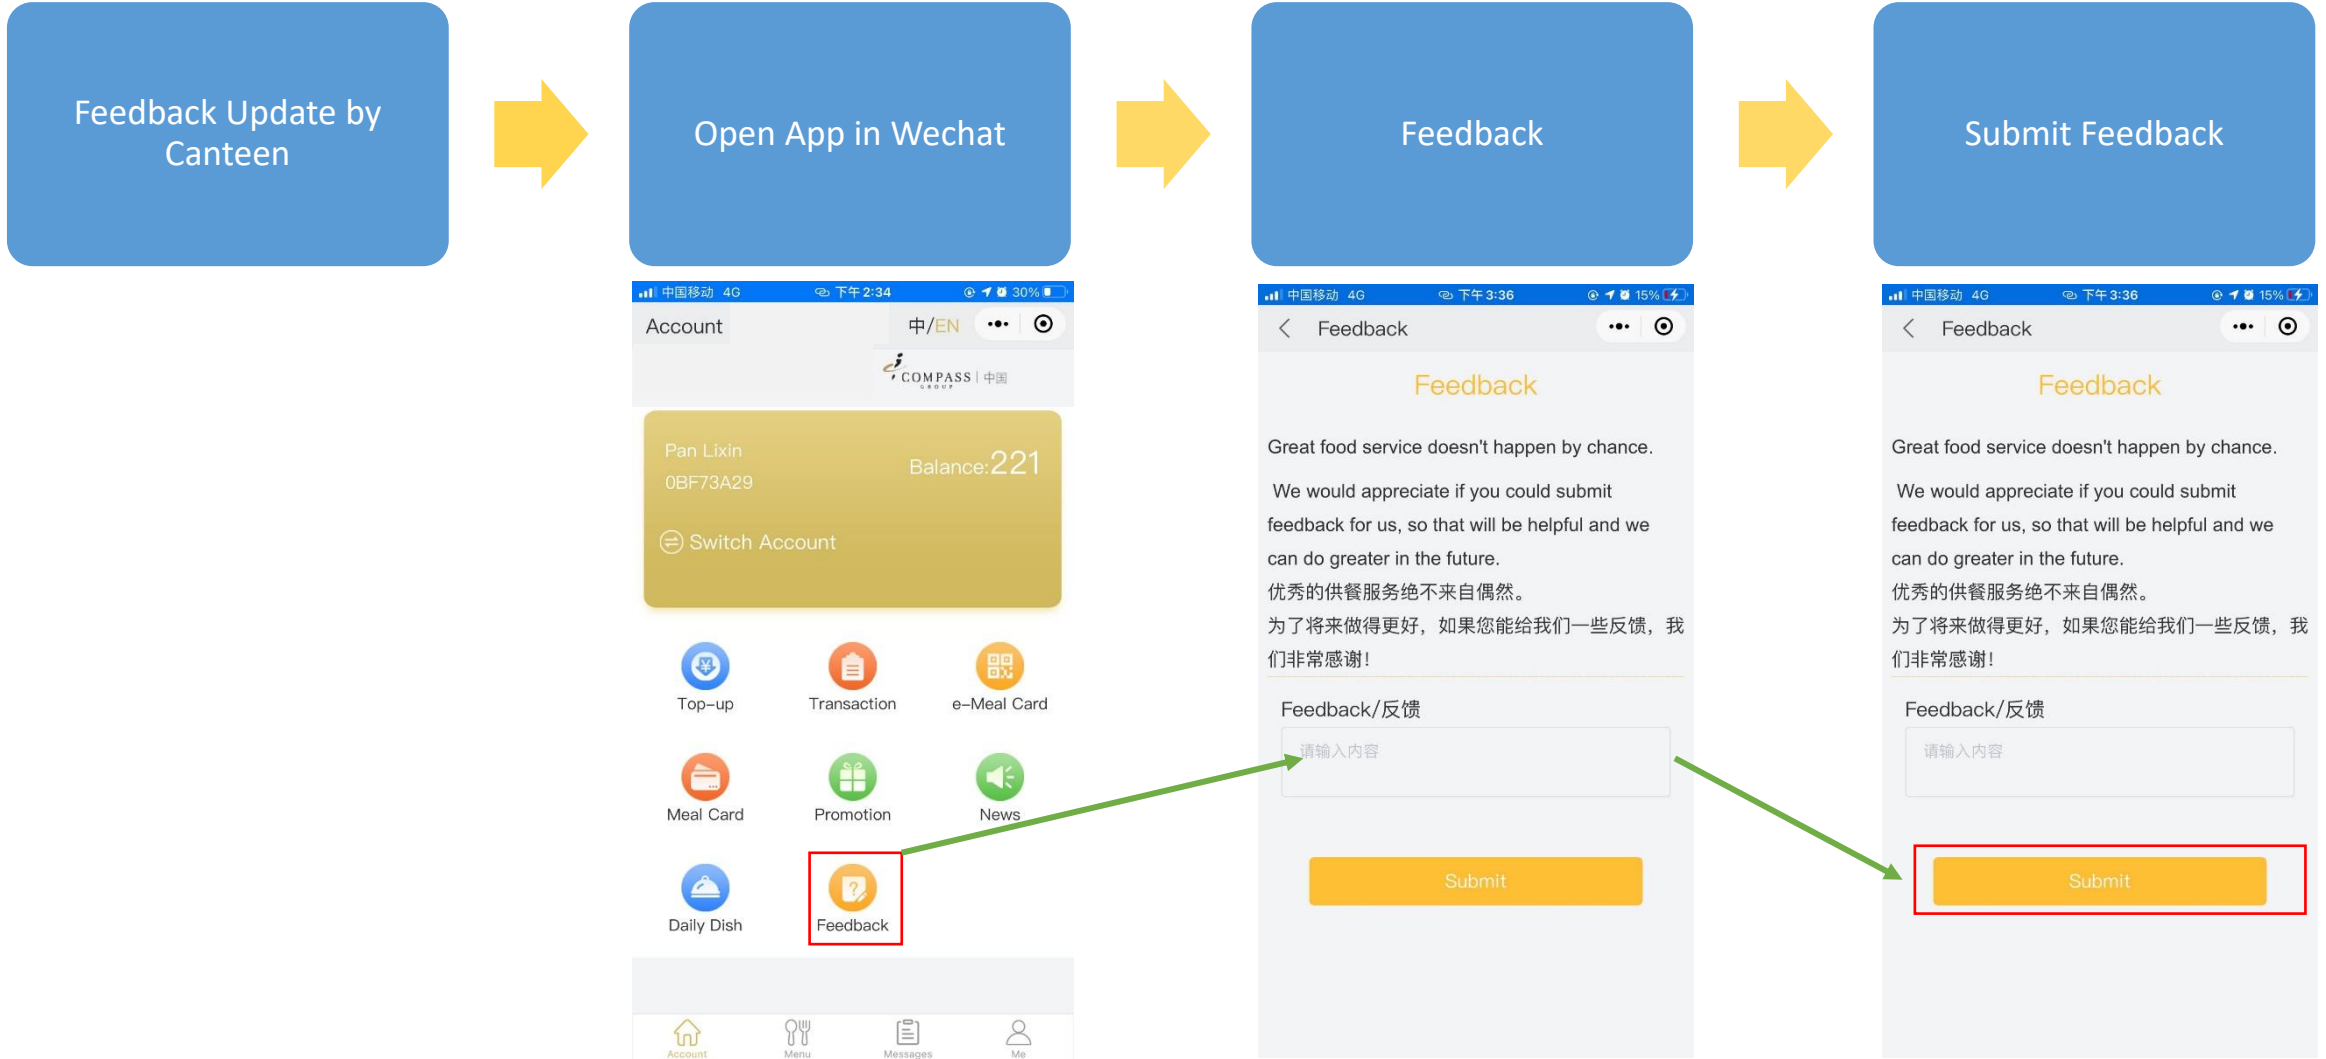 Feedback Update by
Canteen
Open App in Wechat
Feedback
Submit Feedback
中国移动 4G 下午2:34 30%
Account 中/EN
COMPASS 中国
GROUP
Pan Lixin
0BF73A29
Balance:221
Switch Account
Top-up Transaction e-Meal Card
Meal Card Promotion News
Daily Dish Feedback
Account Menu Messages Me
中国移动 4G 下午3:36 15%
Feedback
Feedback
Great food service doesn't happen by chance.
We would appreciate if you could submit
feedback for us, so that will be helpful and we
can do greater in the future.
优秀的供餐服务绝不来自偶然。
为了将来做得更好，如果您能给我们一些反馈，我
们非常感谢！
Feedback/反馈
请输入内容
Submit
中国移动 4G 下午3:36 15%
Feedback
Feedback
Great food service doesn't happen by chance.
We would appreciate if you could submit
feedback for us, so that will be helpful and we
can do greater in the future.
优秀的供餐服务绝不来自偶然。
为了将来做得更好，如果您能给我们一些反馈，我
们非常感谢！
Feedback/反馈
请输入内容
Submit